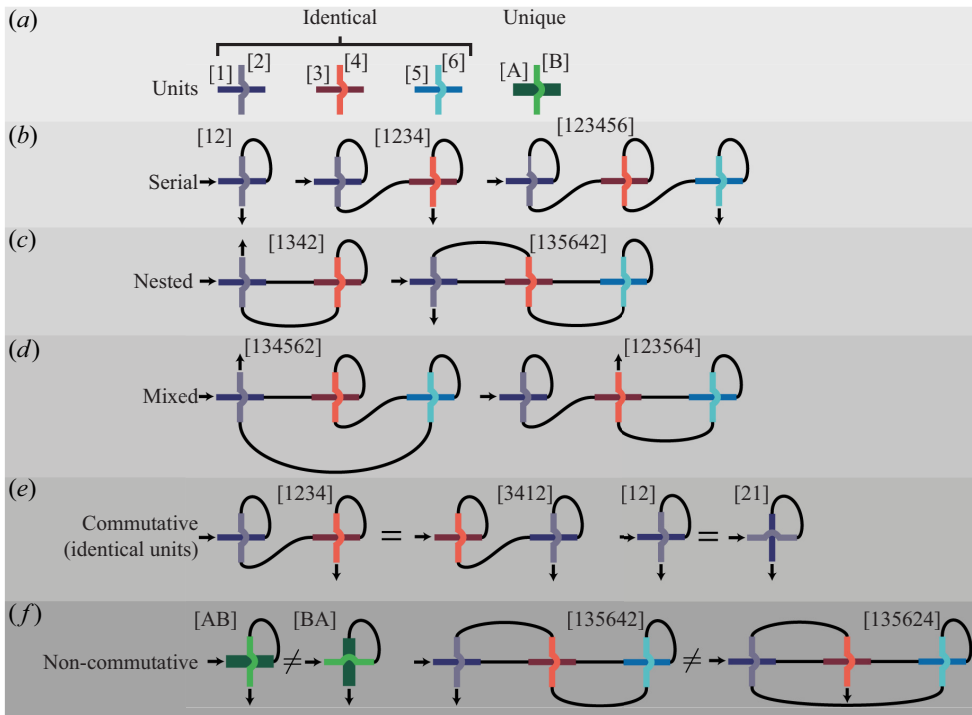 (a) Identical Unique
[1] [2] [3] [4] [5] [6] [A] [B]
Units
(b) [12] [1234] [123456]
Serial
(c) [1342] [135642]
Nested
(d) [134562] [123564]
Mixed
(e) [1234] [3412] [12] [21]
Commutative = =
(identical units)
(f) [AB] [BA] [135642] [135624]
Non-commutative ≠ ≠